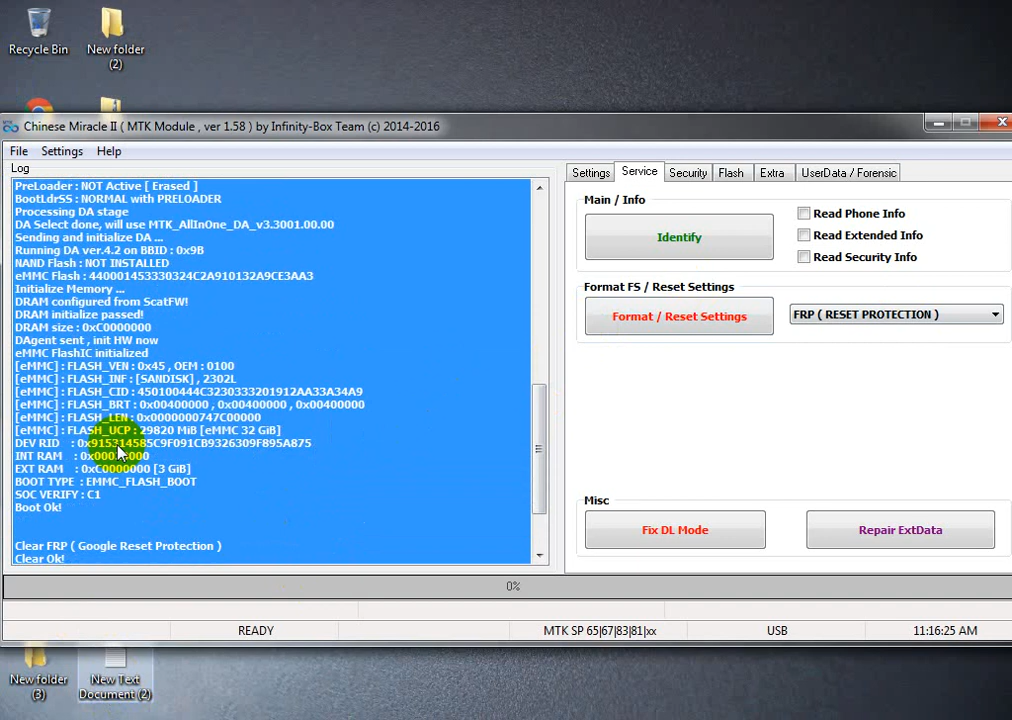 Recycle Bin
New folder
(2)
Chinese Miracle II ( MTK Module , ver 1.58 ) by Infinity-Box Team (c) 2014-2016
File Settings Help
Log
PreLoader : NOT Active [ Erased ]
BootLdrSS : NORMAL with PRELOADER
Processing DA stage
DA Select done, will use MTK_AllInOne_DA_v3.3001.00.00
Sending and initialize DA ...
Running DA ver.4.2 on BBID : 0x9B
NAND Flash : NOT INSTALLED
eMMC Flash : 440001453330324C2A910132A9CE3AA3
Initialize Memory ...
DRAM configured from ScatFW!
DRAM initialize passed!
DRAM size : 0xC0000000
DAgent sent , init HW now
eMMC FlashIC initialized
[eMMC] : FLASH_VEN : 0x45 , OEM : 0100
[eMMC] : FLASH_INF : [SANDISK] , 2302L
[eMMC] : FLASH_CID : 450100444C3230333201912AA33A34A9
[eMMC] : FLASH_BRT : 0x00400000 , 0x00400000 , 0x00400000
[eMMC] : FLASH_LEN : 0x0000000747C00000
[eMMC] : FLASH_UCP : 29820 MiB [eMMC 32 GiB]
DEV RID : 0x915314585C9F091CB9326309F895A875
INT RAM :
EXT RAM : 0xC0000000 [3 GiB]
BOOT TYPE : EMMC_FLASH_BOOT
SOC VERIFY : C1
Boot Ok!
Clear FRP ( Google Reset Protection )
Clear Ok!
Settings Service Security Flash Extra UserData / Forensic
Main / Info
Identify
Read Phone Info
Read Extended Info
Read Security Info
Format FS / Reset Settings
Format / Reset Settings
FRP ( RESET PROTECTION )
Misc
Fix DL Mode
Repair ExtData
0%
READY
MTK SP 65|67|83|81|xx
USB
11:16:25 AM
New folder
(3)
New Text
Document (2)